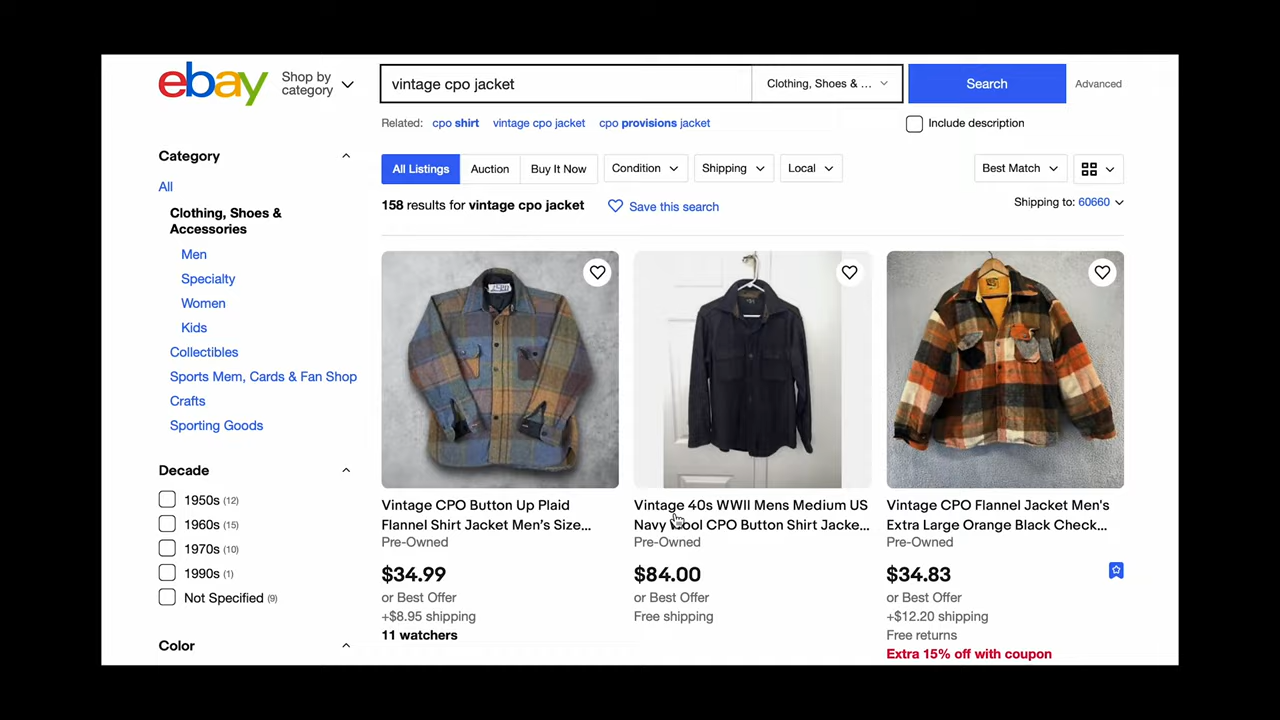 ebay
Shop by
category
vintage cpo jacket
Clothing, Shoes & ...
Search
Advanced
Related: cpo shirt vintage cpo jacket cpo provisions jacket
Include description
Category
All
Clothing, Shoes &
Accessories
Men
Specialty
Women
Kids
Collectibles
Sports Mem, Cards & Fan Shop
Crafts
Sporting Goods
Decade
1950s (12)
1960s (15)
1970s (10)
1990s (1)
Not Specified (9)
Color
All Listings
Auction
Buy It Now
Condition
Shipping
Local
Best Match
158 results for vintage cpo jacket
Save this search
Shipping to: 60660
Vintage CPO Button Up Plaid
Flannel Shirt Jacket Men's Size...
Pre-Owned
$34.99
or Best Offer
+$8.95 shipping
11 watchers
Vintage 40s WWII Mens Medium US
Navy Wool CPO Button Shirt Jacke...
Pre-Owned
$84.00
or Best Offer
Free shipping
Vintage CPO Flannel Jacket Men's
Extra Large Orange Black Check...
Pre-Owned
$34.83
or Best Offer
+$12.20 shipping
Free returns
Extra 15% off with coupon